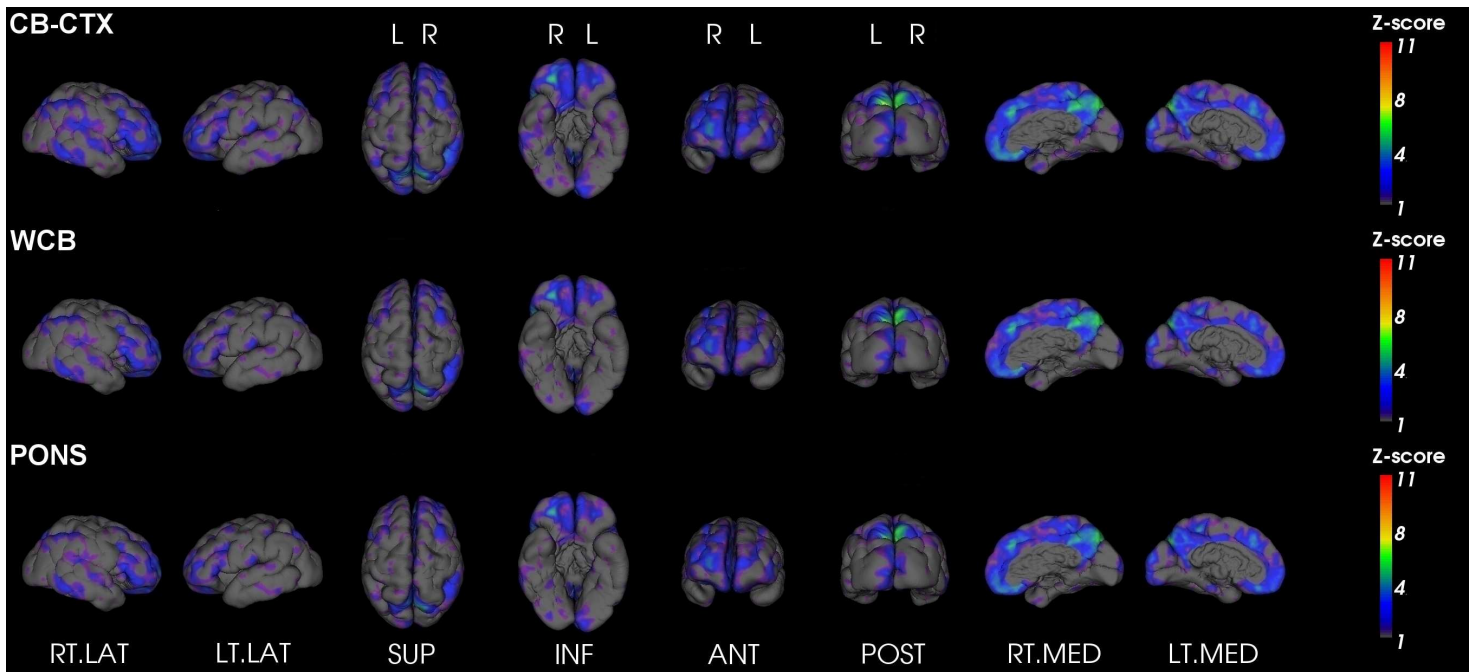 CB-CTX
L R
R L
R L
L R
Z-score
11
8
4
1
WCB
Z-score
11
8
4
1
PONS
Z-score
11
8
4
1
RT.LAT LT.LAT SUP INF ANT POST RT.MED LT.MED